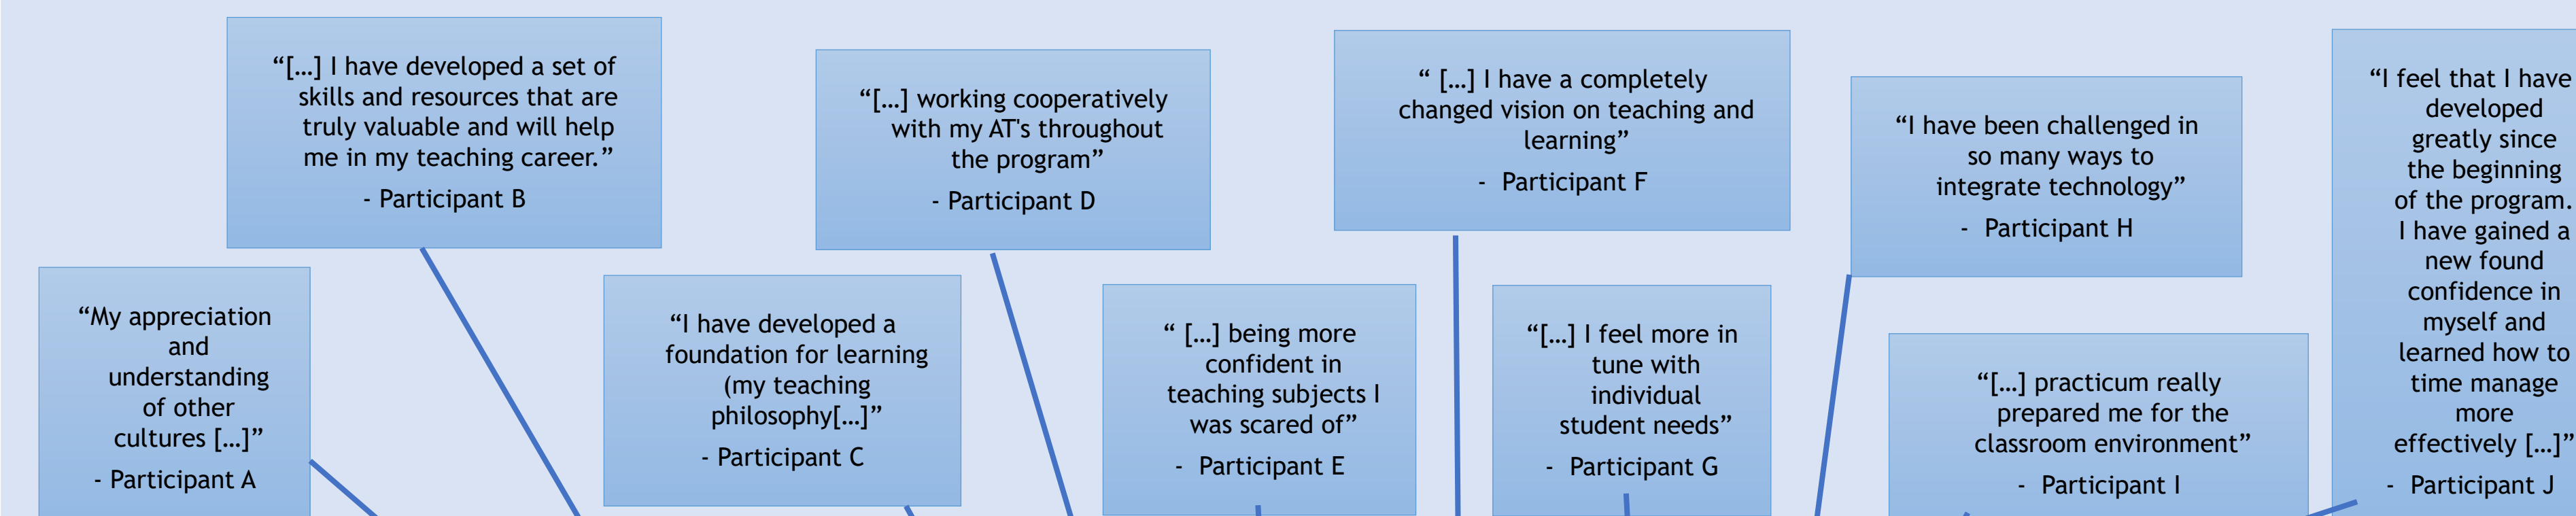 “[…] I have developed a set of
skills and resources that are
truly valuable and will help
me in my teaching career.”
- Participant B
“My appreciation
and
understanding
of other
cultures […]”
- Participant A
“[…] working cooperatively
with my AT's throughout
the program”
- Participant D
“I have developed a
foundation for learning
(my teaching
philosophy[…]”
- Participant C
“ […] I have a completely
changed vision on teaching and
learning”
- Participant F
“ […] being more
confident in
teaching subjects I
was scared of”
- Participant E
“[…] I feel more in
tune with
individual
student needs”
- Participant G
“I have been challenged in
so many ways to
integrate technology”
- Participant H
“[…] practicum really
prepared me for the
classroom environment”
- Participant I
“I feel that I have
developed
greatly since
the beginning
of the program.
I have gained a
new found
confidence in
myself and
learned how to
time manage
more
effectively […]”
- Participant J